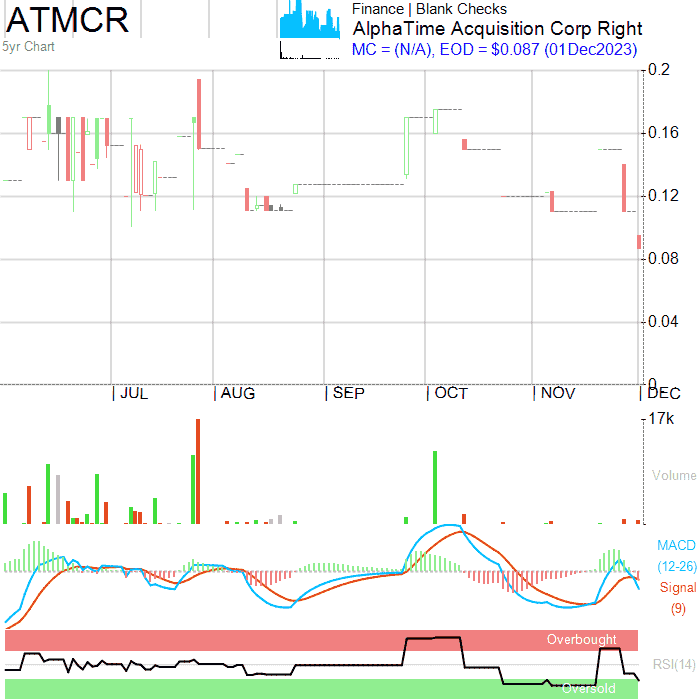 ATMCR
5yr Chart
Finance | Blank Checks
AlphaTime Acquisition Corp Right
MC = (N/A), EOD = $0.087 (01Dec2023)
0.2
0.16
0.12
0.08
0.04
0
JUL
AUG
SEP
OCT
NOV
DEC
17k
Volume
MACD
(12-26)
Signal
(9)
Overbought
RSI(14)
Oversold